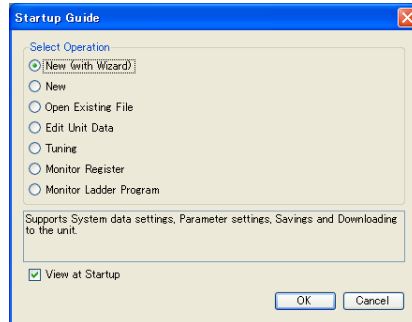 Startup Guide
Select Operation
New (with Wizard)
New
Open Existing File
Edit Unit Data
Tuning
Monitor Register
Monitor Ladder Program
Supports System data settings, Parameter settings, Savings and Downloading
to the unit.
View at Startup
OK
Cancel